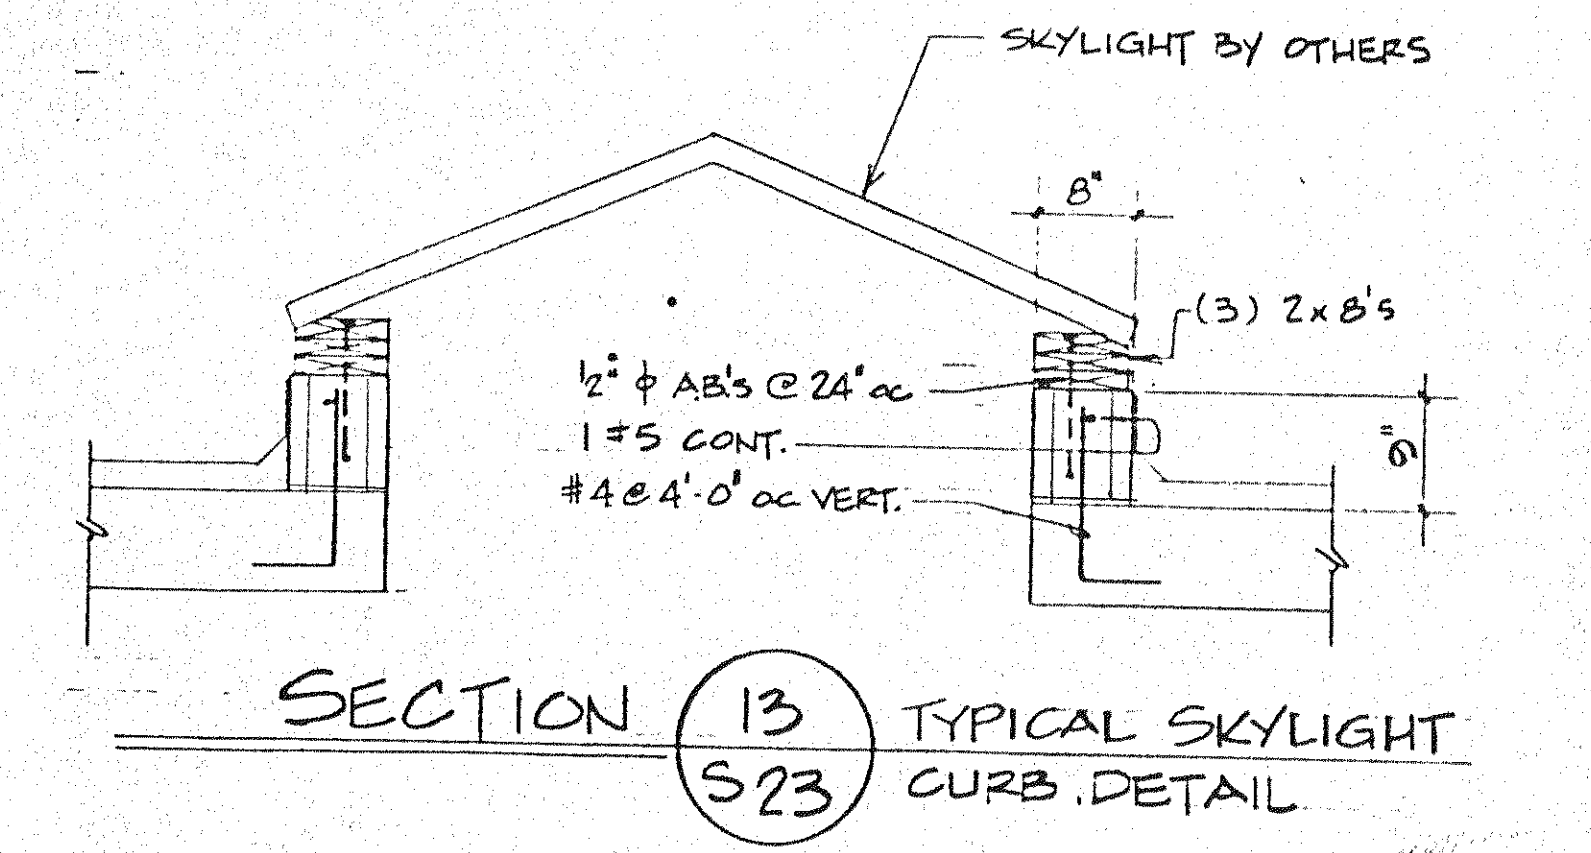 SKYLIGHT BY OTHERS
8"
(3) 2x8's
1/2" ϕ A.B.'s @ 24" oc
1 #5 CONT.
#4 @ 4'-0" oc VERT.
SECTION 13 TYPICAL SKYLIGHT
S23 CURB DETAIL